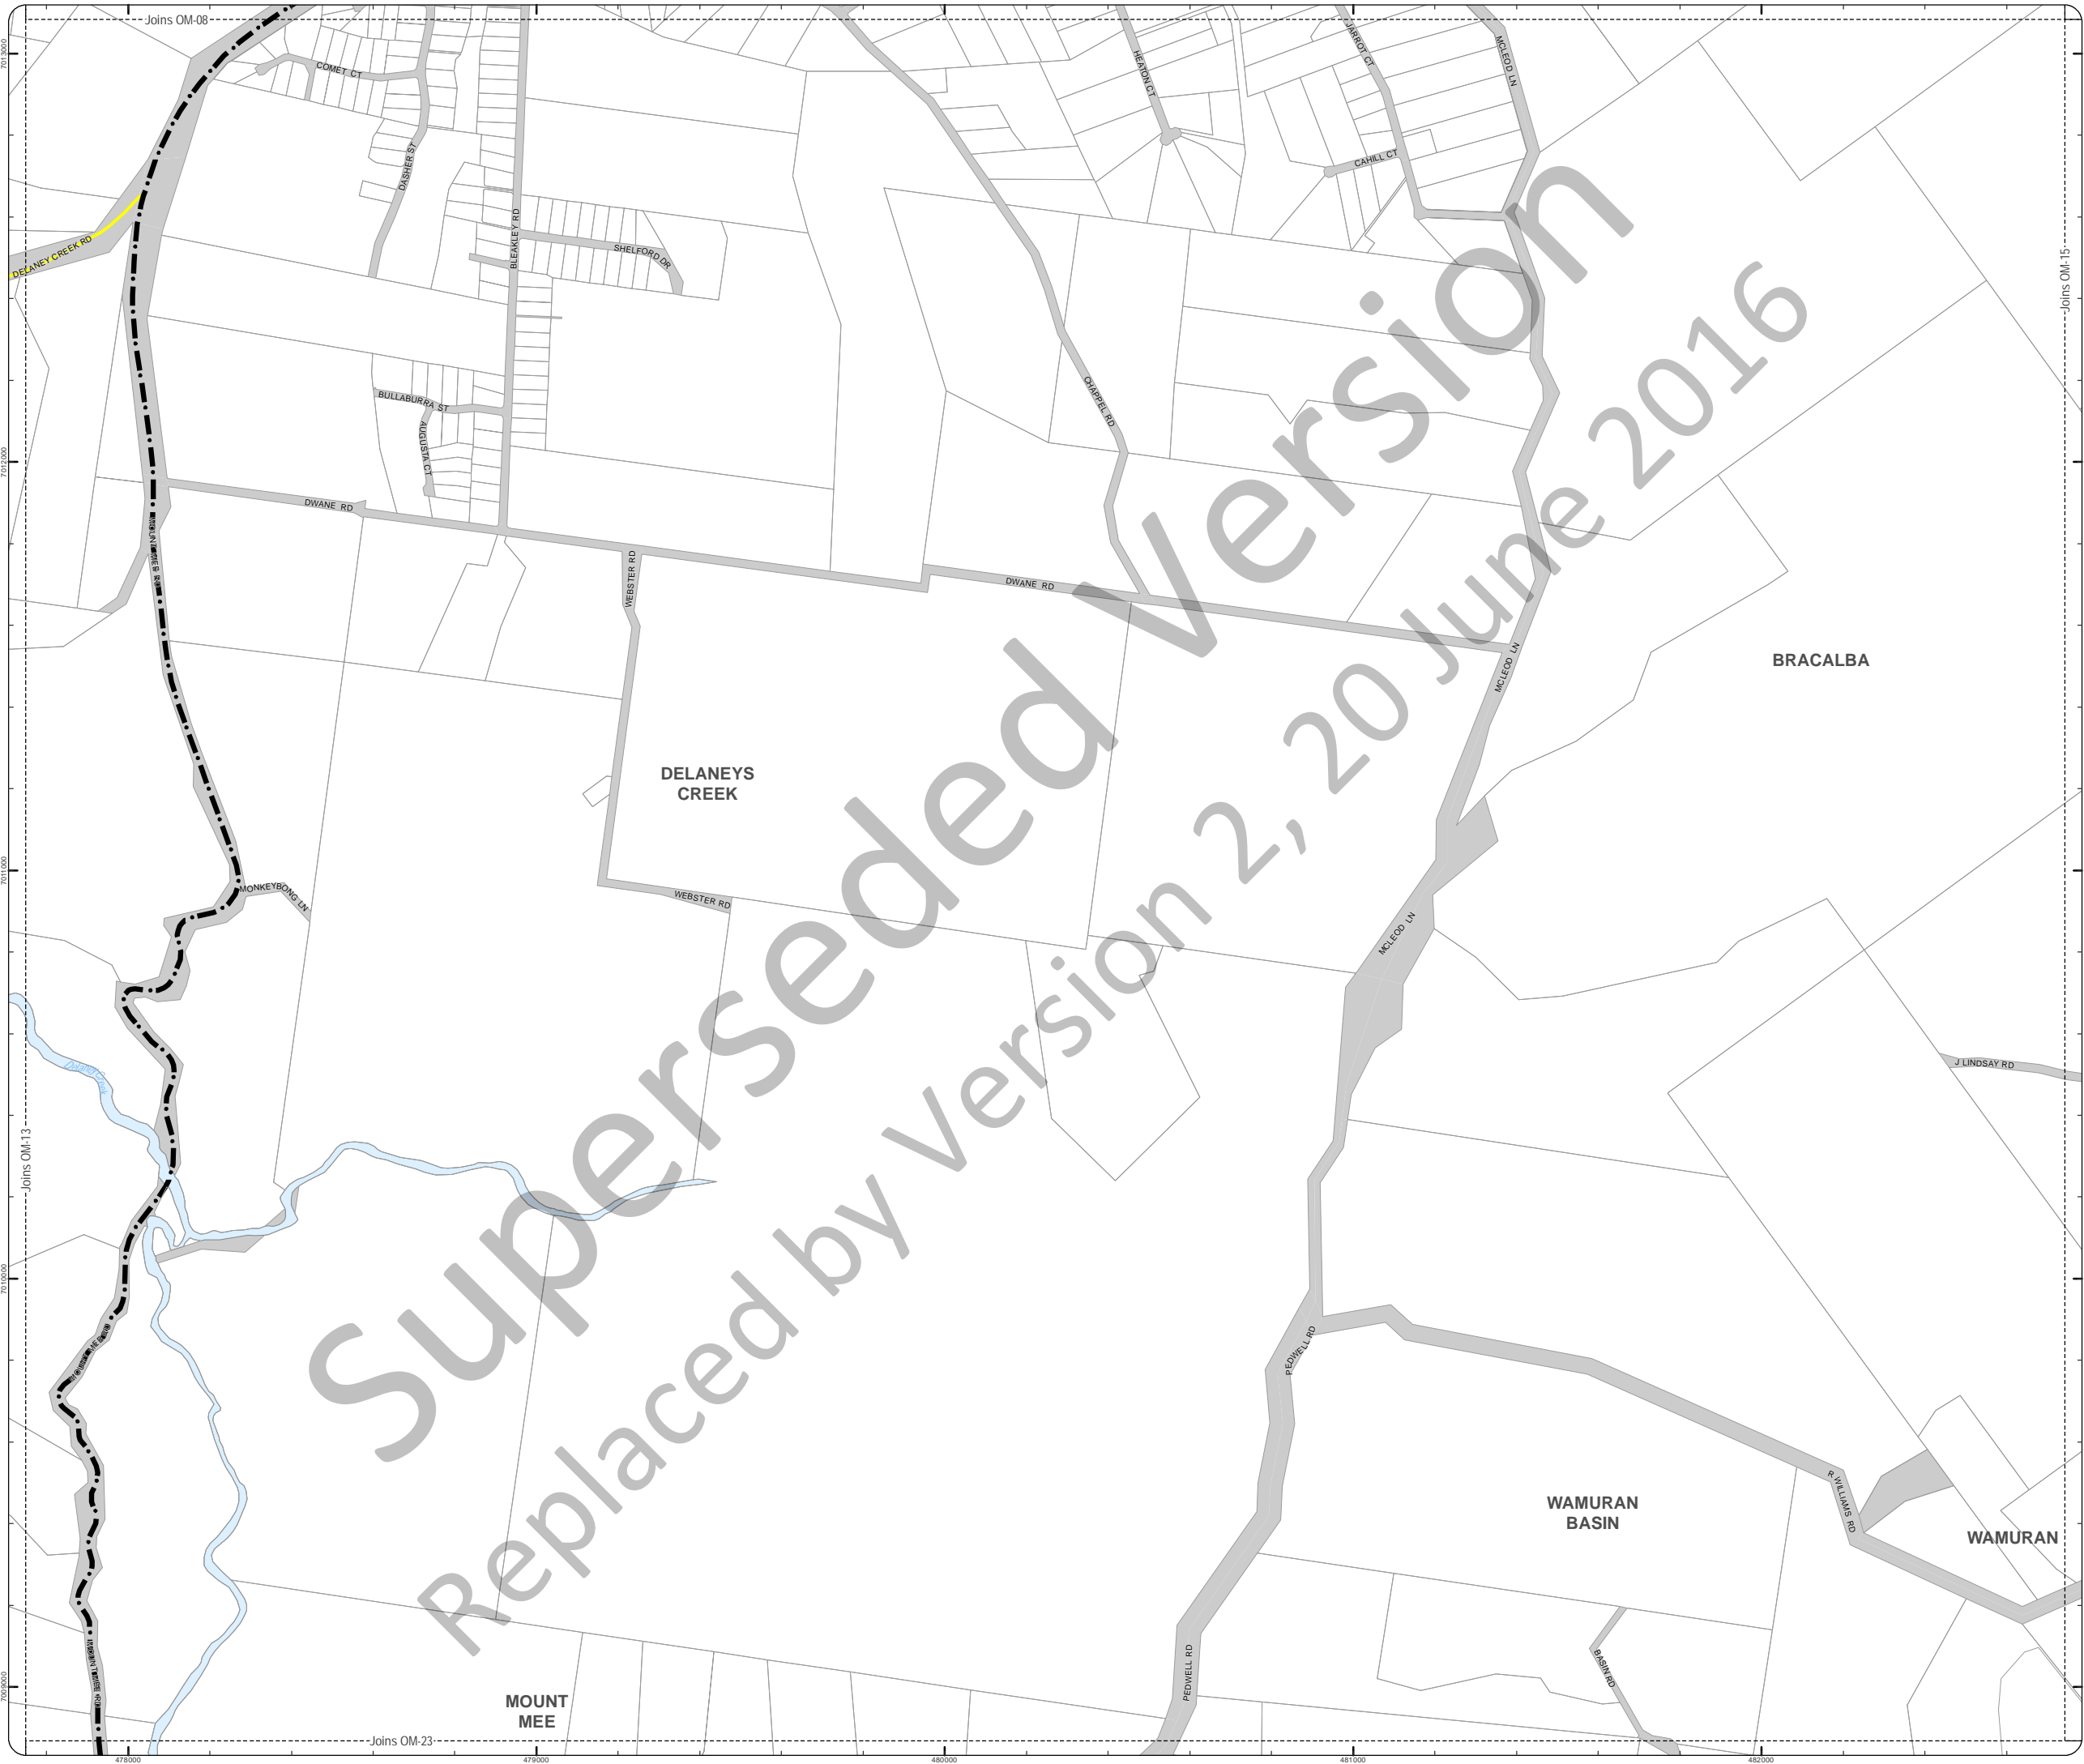 Joins OM-08
7013000
COMET CT
HEATON CT
JARROT CT
MCLEOD LN
DASHER ST
CAHILL CT
BLEAKLEY RD
SHELFORD DR
DELANEY CREEK RD
Joins OM-15
BULLABURRA ST
CHAPPEL RD
AUGUSTA CT
7012000
DWANE RD
WEBSTER RD
DWANE RD
MCLEOD LN
BRACALBA
DELANEYS
CREEK
7011000
MONKEYBONG LN
WEBSTER RD
MCLEOD LN
J LINDSAY RD
Joins OM-13
7010000
PEDWELL RD
R WILLIAMS RD
WAMURAN
BASIN
WAMURAN
PEDWELL RD
BASIN RD
7009000
MOUNT
MEE
Joins OM-23
478000
479000
480000
481000
482000
Superseded Version
Replaced by Version 2, 20 June 2016